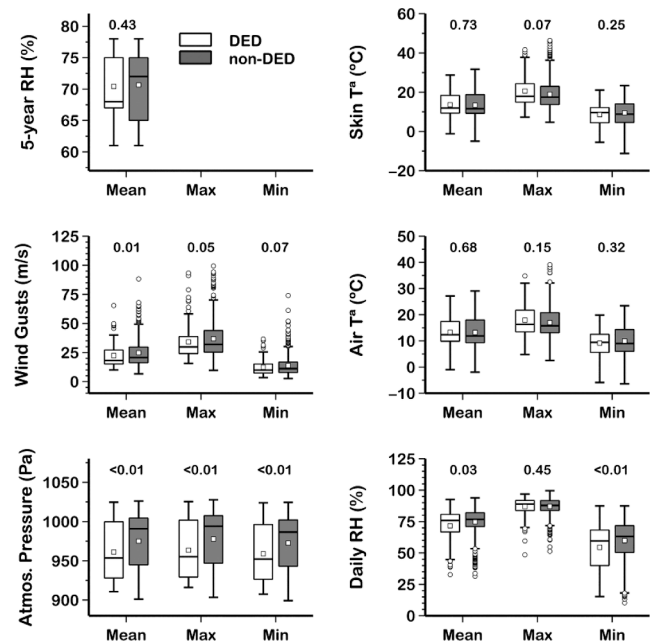 5-year RH (%)
80
75
70
65
60
0.43
DED
non-DED
Mean Max Min
Skin Tª (ºC)
60
40
20
0
−20
0.73 0.07 0.25
Mean Max Min
Wind Gusts (m/s)
125
100
75
50
25
0
0.01 0.05 0.07
Mean Max Min
Air Tª (ºC)
50
40
30
20
10
0
−10
0.68 0.15 0.32
Mean Max Min
Atmos. Pressure (Pa)
1050
1000
950
900
<0.01 <0.01 <0.01
Mean Max Min
Daily RH (%)
125
100
75
50
25
0
0.03 0.45 <0.01
Mean Max Min